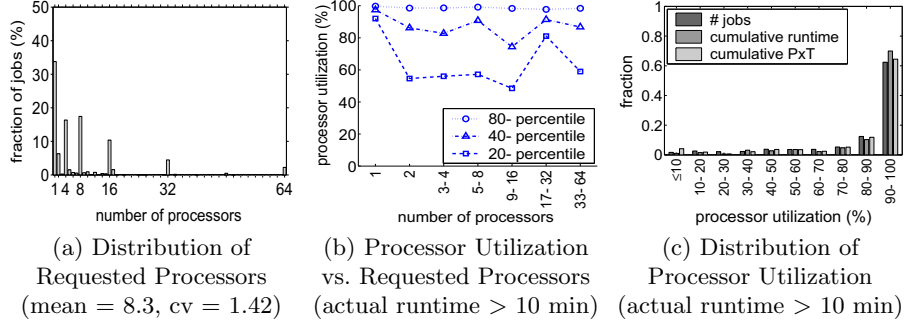 50
40
30
20
10
0
fraction of jobs (%)
1 4 8 16 32 64
number of processors
(a) Distribution of
Requested Processors
(mean = 8.3, cv = 1.42)
100
80
60
40
20
0
processor utilization (%)
80- percentile
40- percentile
20- percentile
1
2
3- 4
5- 8
9- 16
17- 32
33- 64
number of processors
(b) Processor Utilization
vs. Requested Processors
(actual runtime > 10 min)
1
0.8
0.6
0.4
0.2
0
fraction
# jobs
cumulative runtime
cumulative PxT
≤10
10- 20
20- 30
30- 40
40- 50
50- 60
60- 70
70- 80
80- 90
90- 100
processor utilization (%)
(c) Distribution of
Processor Utilization
(actual runtime > 10 min)